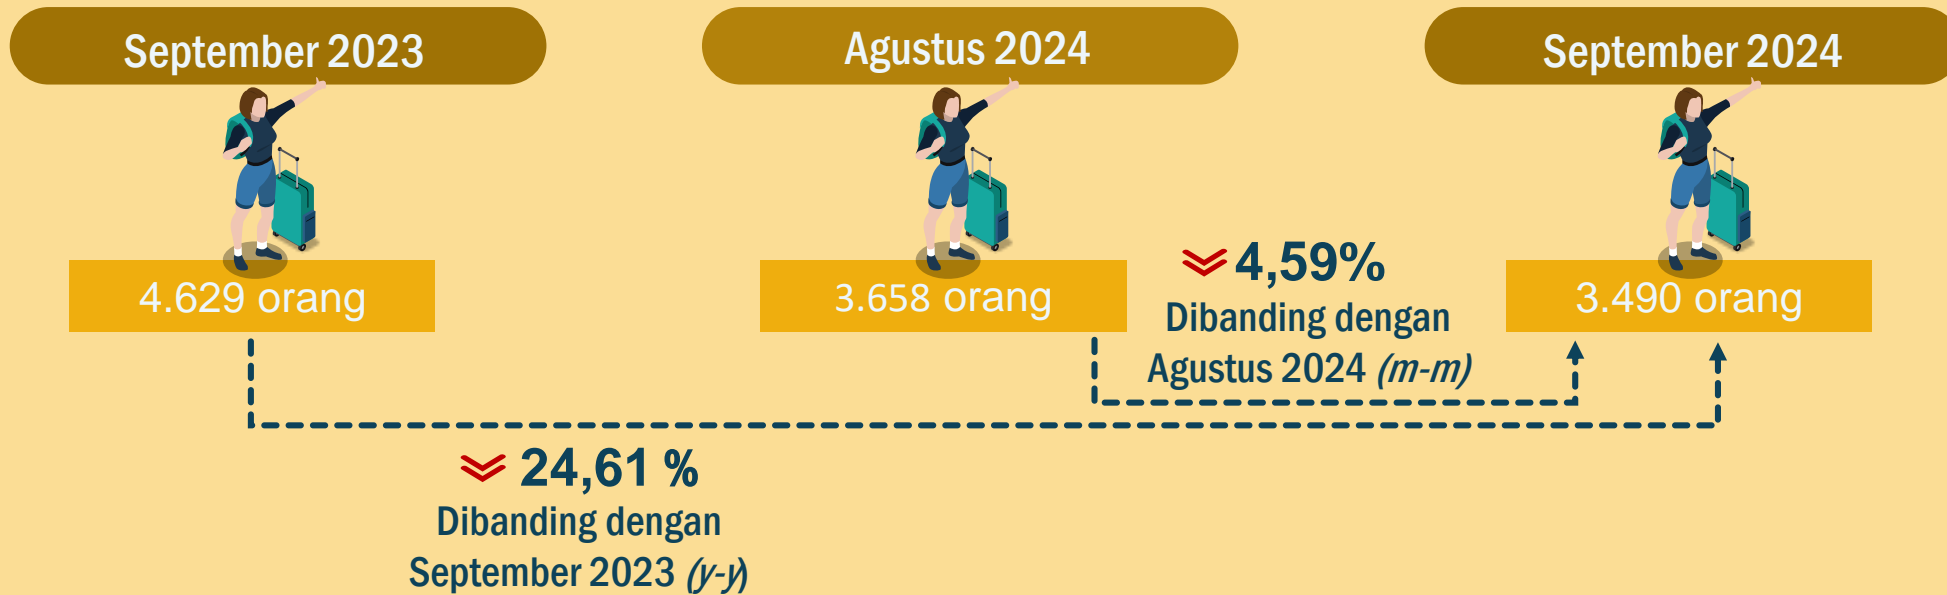 September 2023
Agustus 2024
September 2024
4.629 orang
3.658 orang
3.490 orang
4,59%
Dibanding dengan
Agustus 2024 (m-m)
24,61 %
Dibanding dengan
September 2023 (y-y)